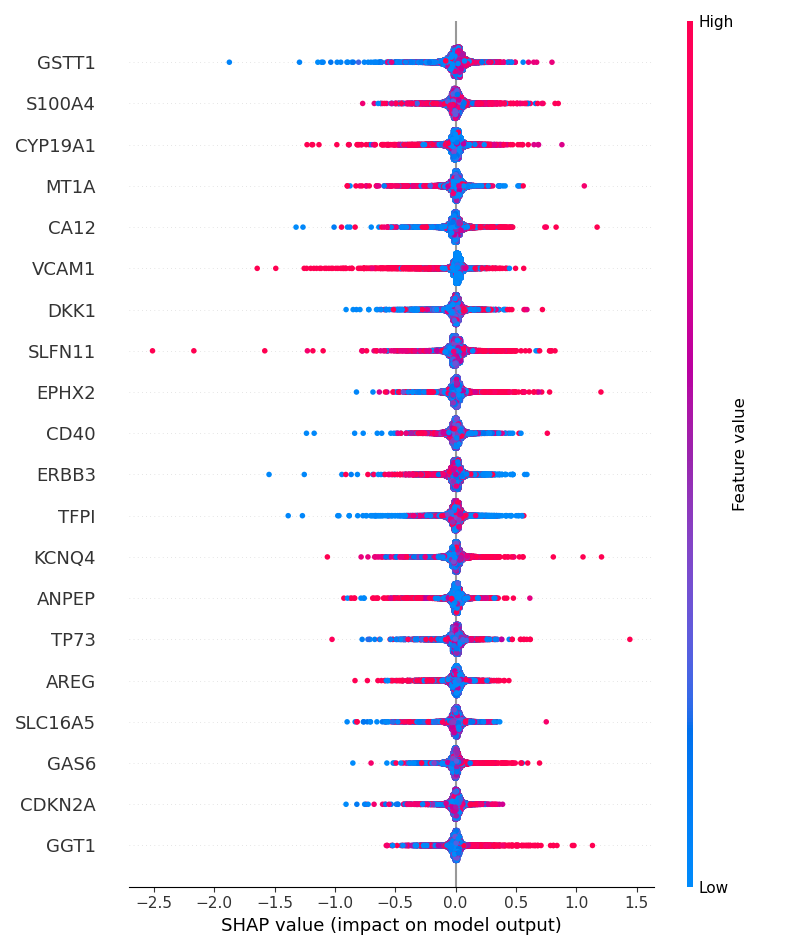 High
GSTT1
S100A4
CYP19A1
MT1A
CA12
VCAM1
DKK1
SLFN11
EPHX2
CD40
ERBB3
TFPI
KCNQ4
ANPEP
TP73
AREG
SLC16A5
GAS6
CDKN2A
GGT1
Feature value
Low
−2.5 −2.0 −1.5 −1.0 −0.5 0.0 0.5 1.0 1.5
SHAP value (impact on model output)